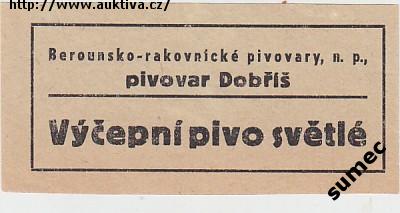 http://www.auktiva.cz/
Berounsko-rakovnické pivovary, n. p.,
pivovar Dobříš
Výčepní pivo světlé
sumec